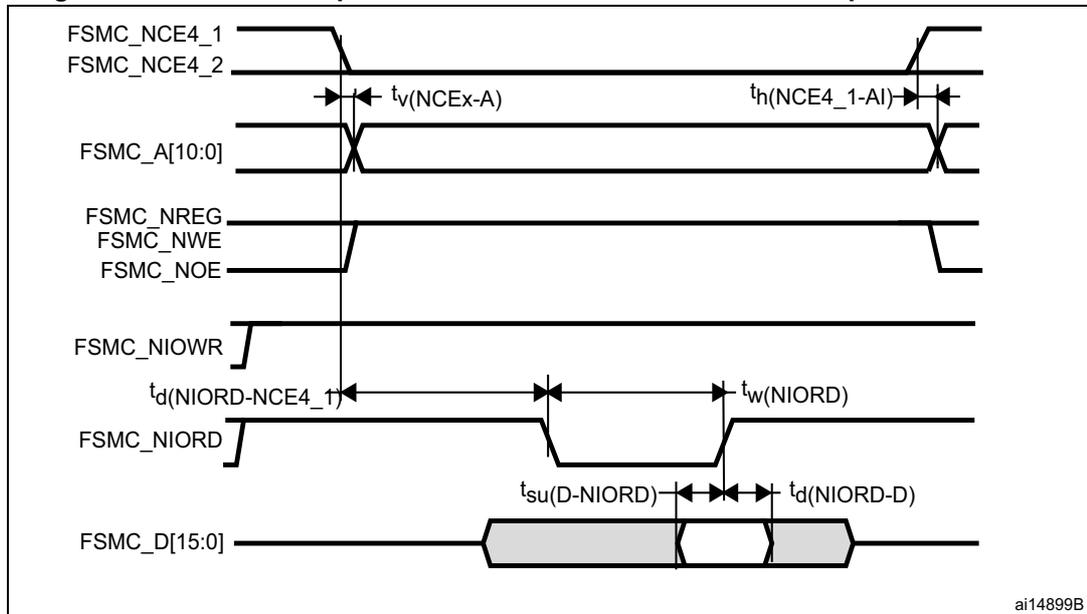 FSMC_NCE4_1
FSMC_NCE4_2
tv(NCEx-A)
th(NCE4_1-AI)
FSMC_A[10:0]
FSMC_NREG
FSMC_NWE
FSMC_NOE
FSMC_NIOWR
td(NIORD-NCE4_1)
tw(NIORD)
FSMC_NIORD
tsu(D-NIORD)
td(NIORD-D)
FSMC_D[15:0]
ai14899B